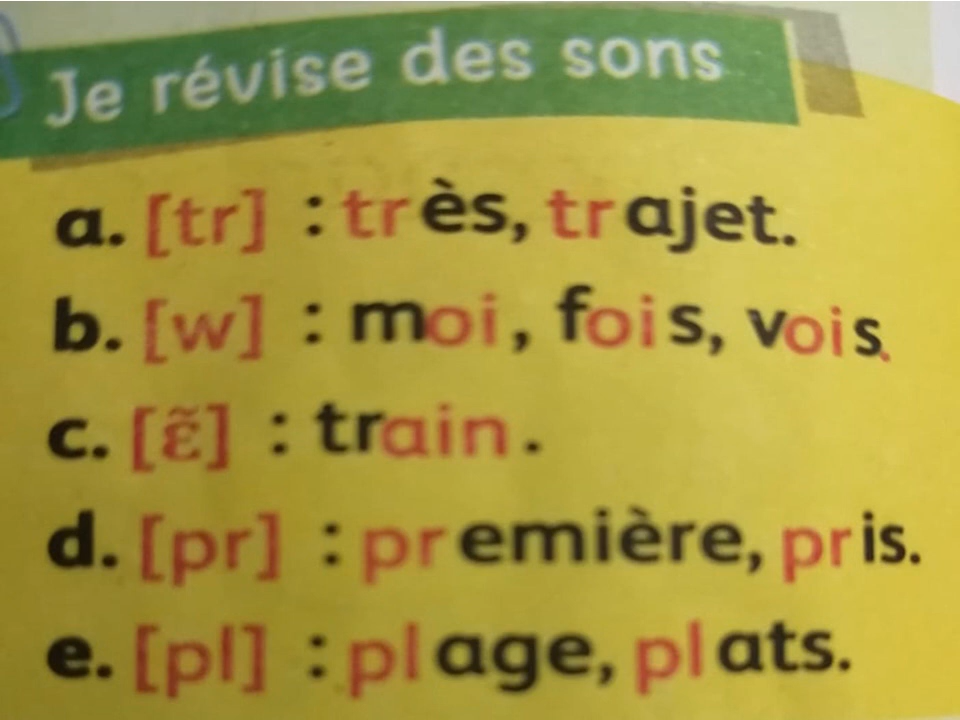 Je révise des sons
a. [tr] : très, trajet.
b. [w] : moi, fois, vois.
c. [ɛ̃] : train.
d. [pr] : première, pris.
e. [pl] : plage, plats.